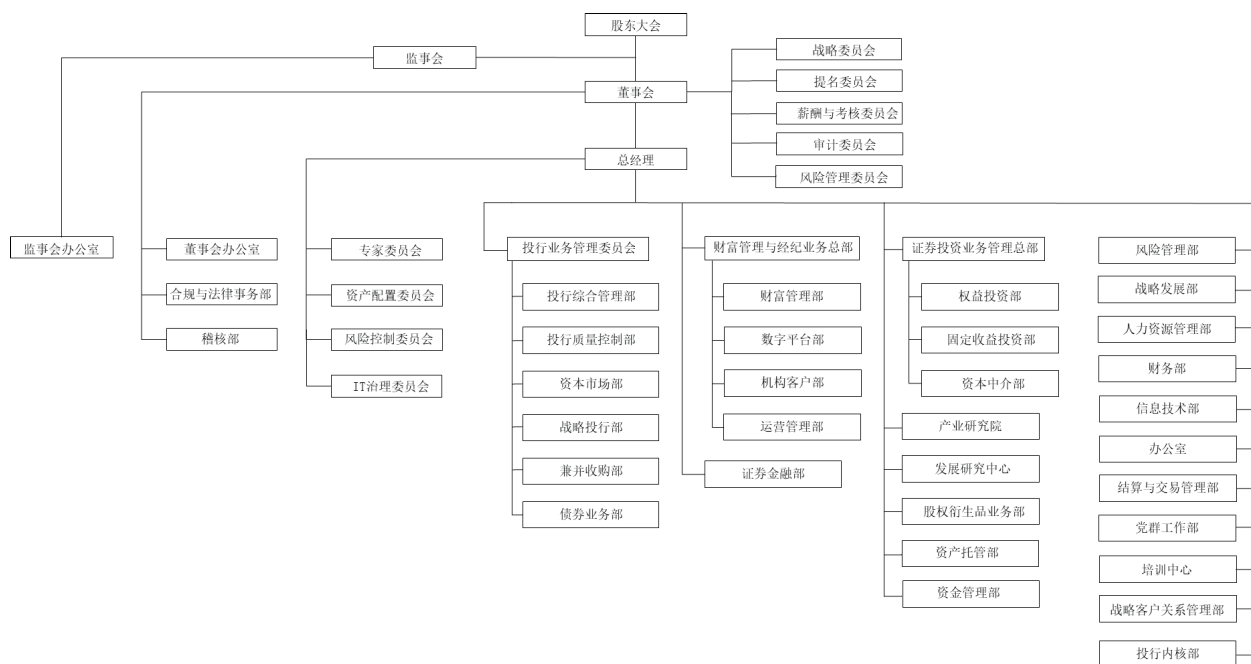 股东大会
监事会
战略委员会
提名委员会
董事会
薪酬与考核委员会
审计委员会
总经理
风险管理委员会
监事会办公室
董事会办公室
合规与法律事务部
稽核部
专家委员会
资产配置委员会
风险控制委员会
IT治理委员会
投行业务管理委员会
投行综合管理部
投行质量控制部
资本市场部
战略投行部
兼并收购部
债券业务部
财富管理与经纪业务总部
财富管理部
数字平台部
机构客户部
运营管理部
证券金融部
证券投资业务管理总部
权益投资部
固定收益投资部
资本中介部
产业研究院
发展研究中心
股权衍生品业务部
资产托管部
资金管理部
风险管理部
战略发展部
人力资源管理部
财务部
信息技术部
办公室
结算与交易管理部
党群工作部
培训中心
战略客户关系管理部
投行内核部